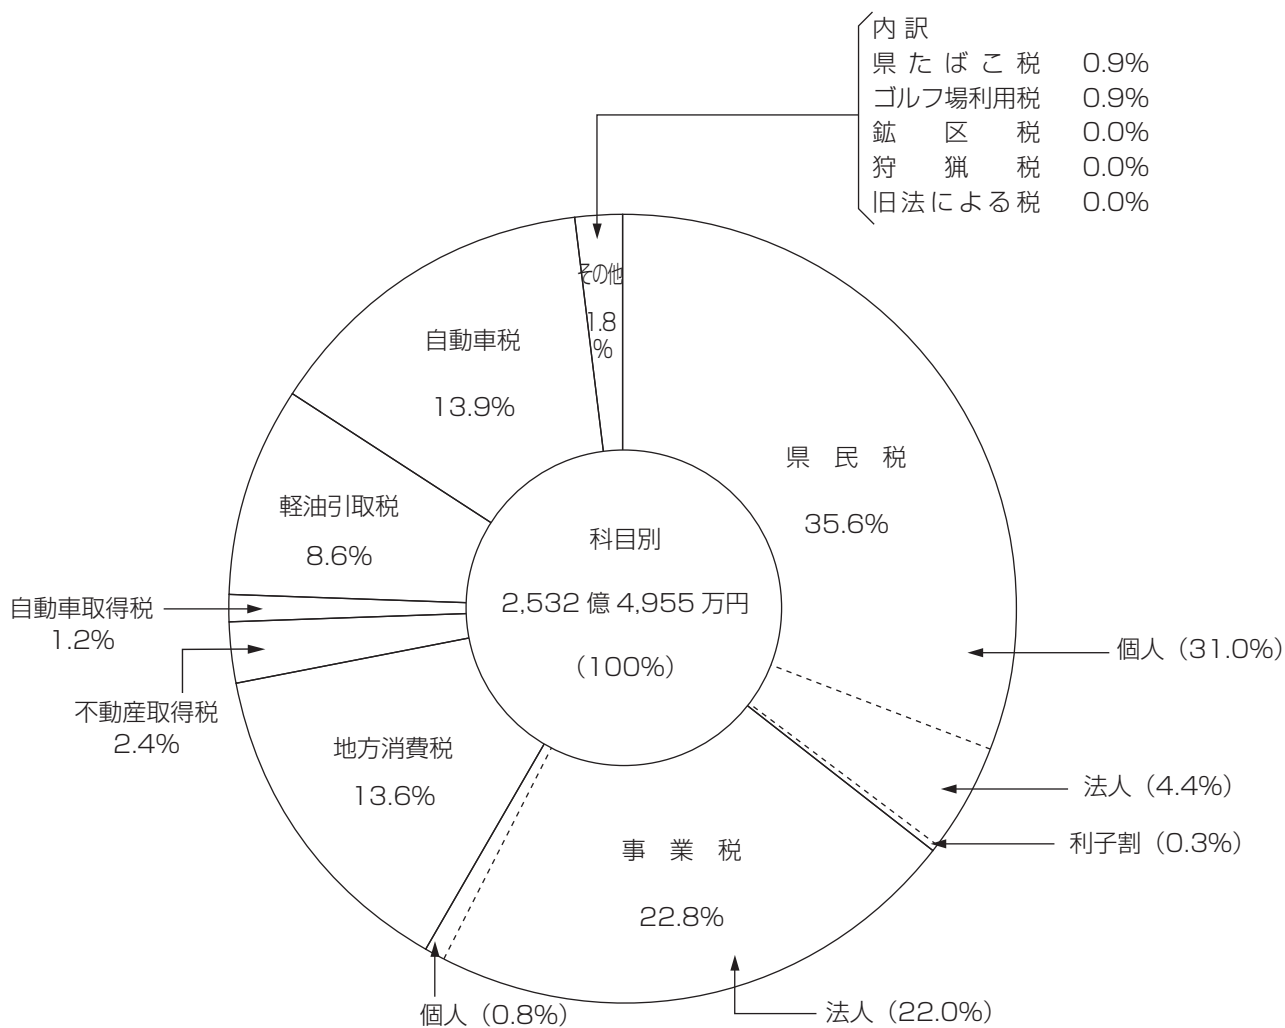 内訳
県たばこ税 0.9%
ゴルフ場利用税 0.9%
鉱区税 0.0%
狩猟税 0.0%
旧法による税 0.0%
その他
1.8
%
自動車税
13.9%
県民税
35.6%
軽油引取税
8.6%
科目別
2,532億4,955万円
（100%）
自動車取得税
1.2%
個人（31.0%）
不動産取得税
2.4%
地方消費税
13.6%
法人（4.4%）
利子割（0.3%）
事業税
22.8%
個人（0.8%）
法人（22.0%）